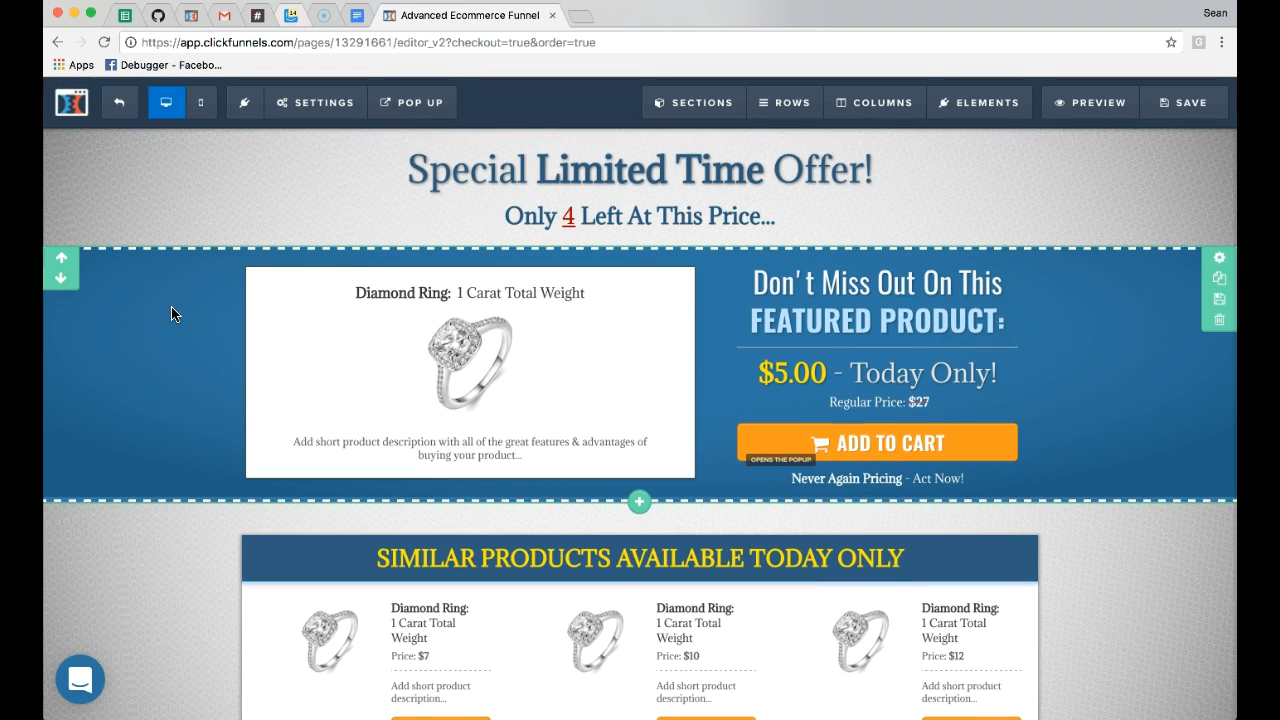 14
Advanced Ecommerce Funnel
Sean
https://app.clickfunnels.com/pages/13291661/editor_v2?checkout=true&order=true
Apps
Debugger - Facebo...
SETTINGS
POP UP
SECTIONS
ROWS
COLUMNS
ELEMENTS
PREVIEW
SAVE
Special Limited Time Offer!
Only 4 Left At This Price...
Diamond Ring: 1 Carat Total Weight
Add short product description with all of the great features & advantages of
buying your product...
Don't Miss Out On This
FEATURED PRODUCT:
$5.00 - Today Only!
Regular Price: $27
ADD TO CART
OPENS THE POPUP
Never Again Pricing - Act Now!
SIMILAR PRODUCTS AVAILABLE TODAY ONLY
Diamond Ring:
1 Carat Total
Weight
Price: $7
Add short product
description...
Diamond Ring:
1 Carat Total
Weight
Price: $10
Add short product
description...
Diamond Ring:
1 Carat Total
Weight
Price: $12
Add short product
description...